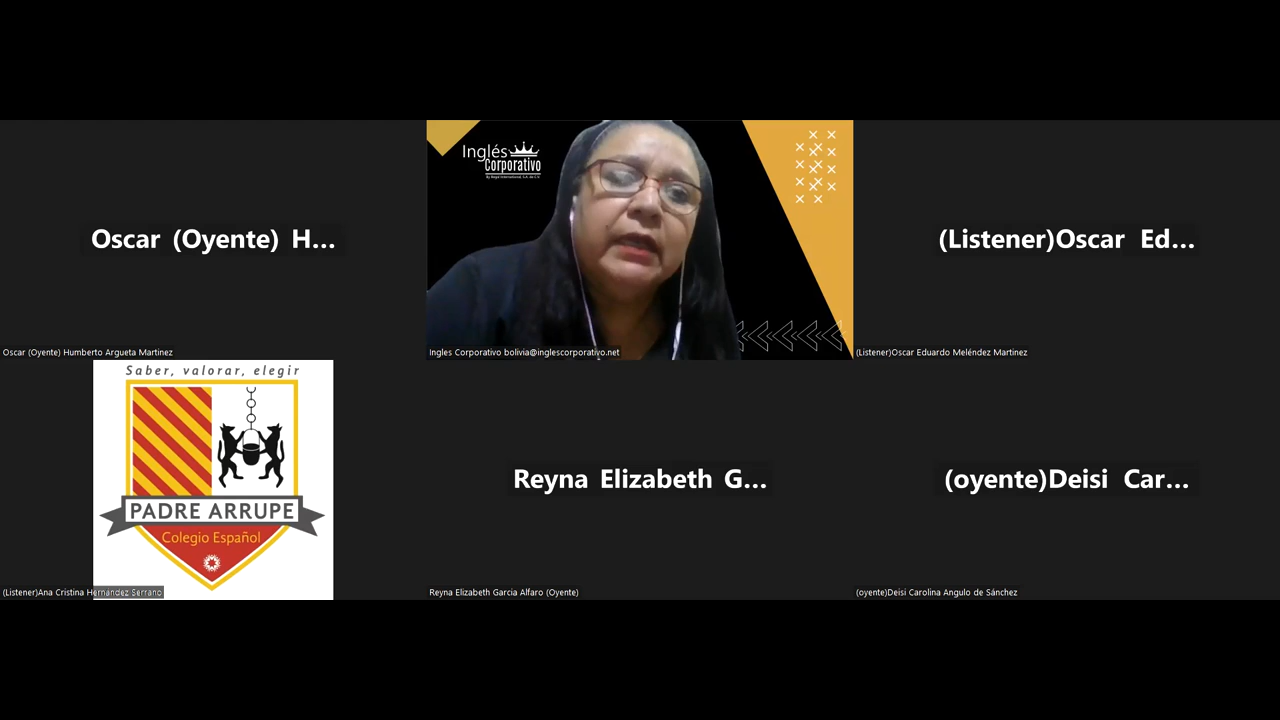 Oscar (Oyente) H...
Oscar (Oyente) Humberto Argueta Martinez
Inglés
Corporativo
Ingles Corporativo bolivia@inglescorporativo.net
(Listener)Oscar Ed...
(Listener)Oscar Eduardo Meléndez Martinez
Saber, valorar, elegir
PADRE ARRUPE
Colegio Español
(Listener)Ana Cristina Hernández Serrano
Reyna Elizabeth G...
Reyna Elizabeth Garcia Alfaro (Oyente)
(oyente)Deisi Car...
(oyente)Deisi Carolina Angulo de Sánchez